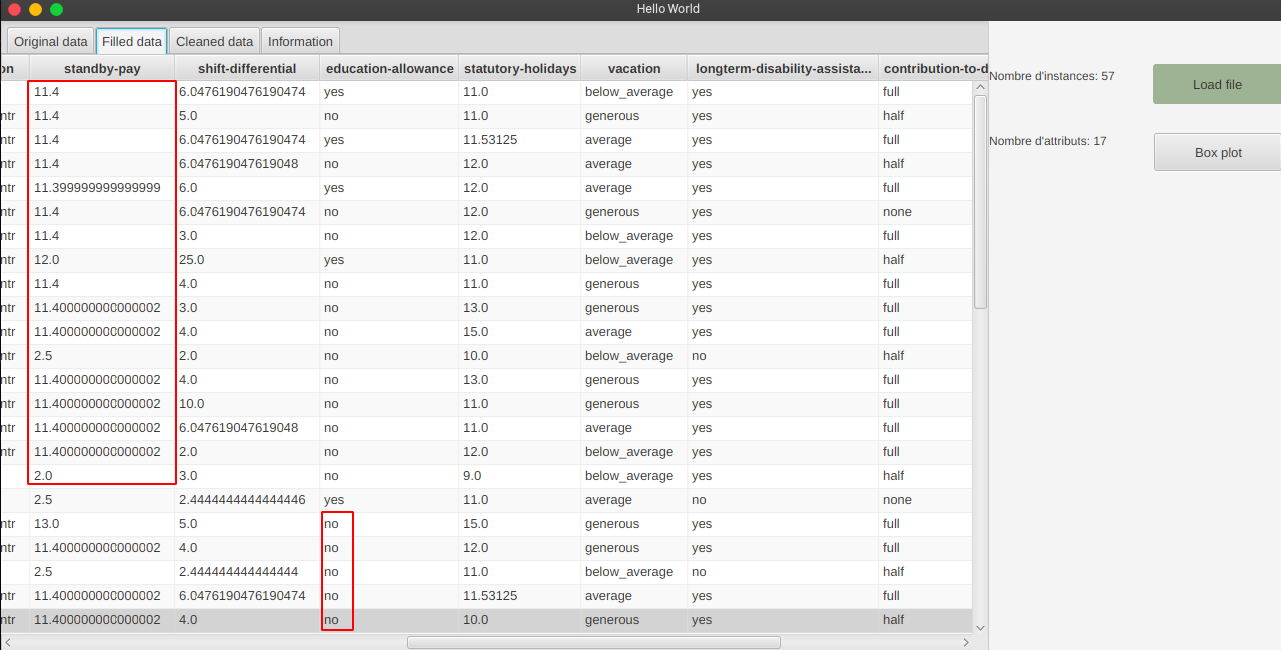 Hello World
Original data Filled data Cleaned data Information
on standby-pay shift-differential education-allowance statutory-holidays vacation longterm-disability-assista... contribution-to-d
11.4 6.0476190476190474 yes 11.0 below_average yes full
ntr 11.4 5.0 no 11.0 generous yes half
ntr 11.4 6.0476190476190474 yes 11.53125 average yes full
ntr 11.4 6.047619047619048 no 12.0 average yes half
ntr 11.399999999999999 6.0 yes 12.0 average yes full
ntr 11.4 6.0476190476190474 no 12.0 generous yes none
ntr 11.4 3.0 no 12.0 below_average yes full
ntr 12.0 25.0 yes 11.0 below_average yes half
ntr 11.4 4.0 no 11.0 generous yes full
ntr 11.400000000000002 3.0 no 13.0 generous yes full
ntr 11.400000000000002 4.0 no 15.0 average yes full
ntr 2.5 2.0 no 10.0 below_average no half
ntr 11.400000000000002 4.0 no 13.0 generous yes full
ntr 11.400000000000002 10.0 no 11.0 generous yes full
ntr 11.400000000000002 6.047619047619048 no 11.0 average yes full
ntr 11.400000000000002 2.0 no 12.0 below_average yes full
2.0 3.0 no 9.0 below_average yes half
2.5 2.4444444444444446 yes 11.0 average no none
ntr 13.0 5.0 no 15.0 generous yes full
ntr 11.400000000000002 4.0 no 12.0 generous yes full
2.5 2.444444444444444 no 11.0 below_average no half
ntr 11.400000000000002 6.0476190476190474 no 11.53125 average yes full
ntr 11.400000000000002 4.0 no 10.0 generous yes half
Nombre d'instances: 57 Load file
Nombre d'attributs: 17 Box plot